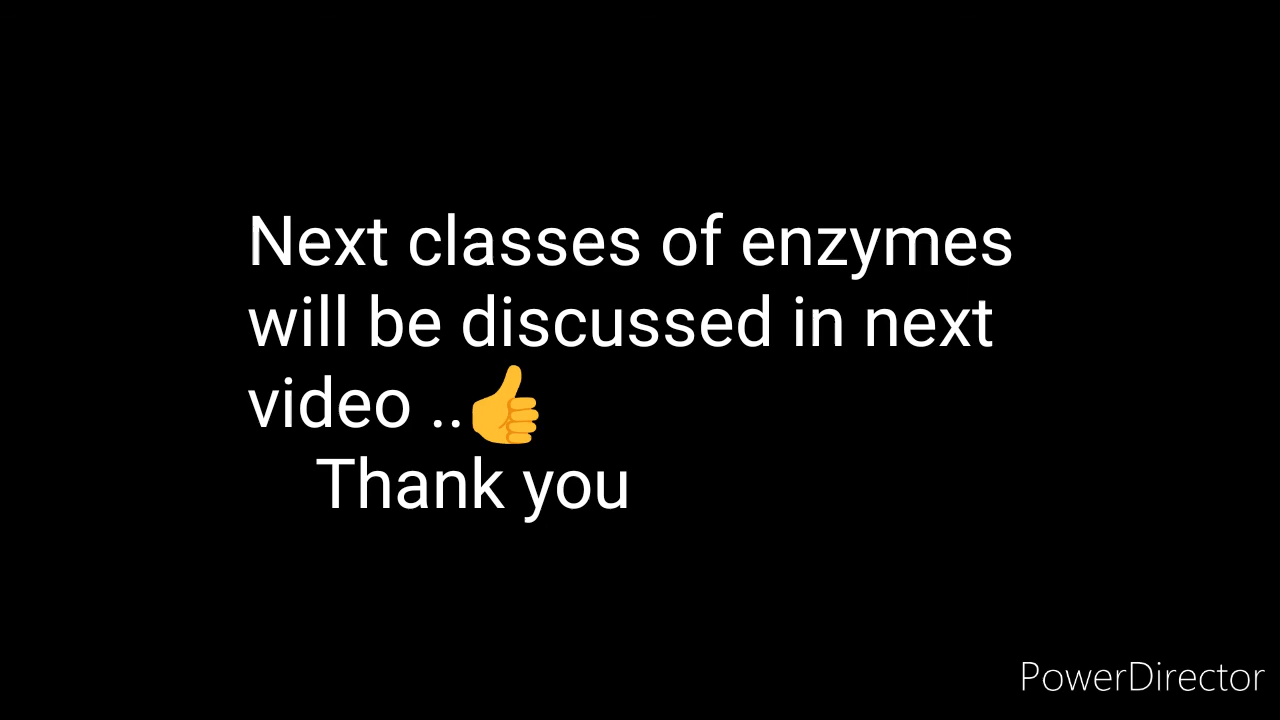 Next classes of enzymes
will be discussed in next
video ..👍
Thank you
PowerDirector